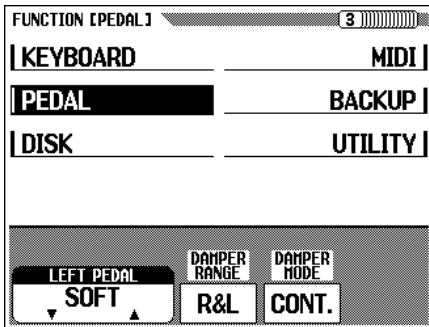 FUNCTION [PEDAL] 3
KEYBOARD MIDI
PEDAL BACKUP
DISK UTILITY
DAMPER RANGE DAMPER MODE
LEFT PEDAL
SOFT R&L CONT.